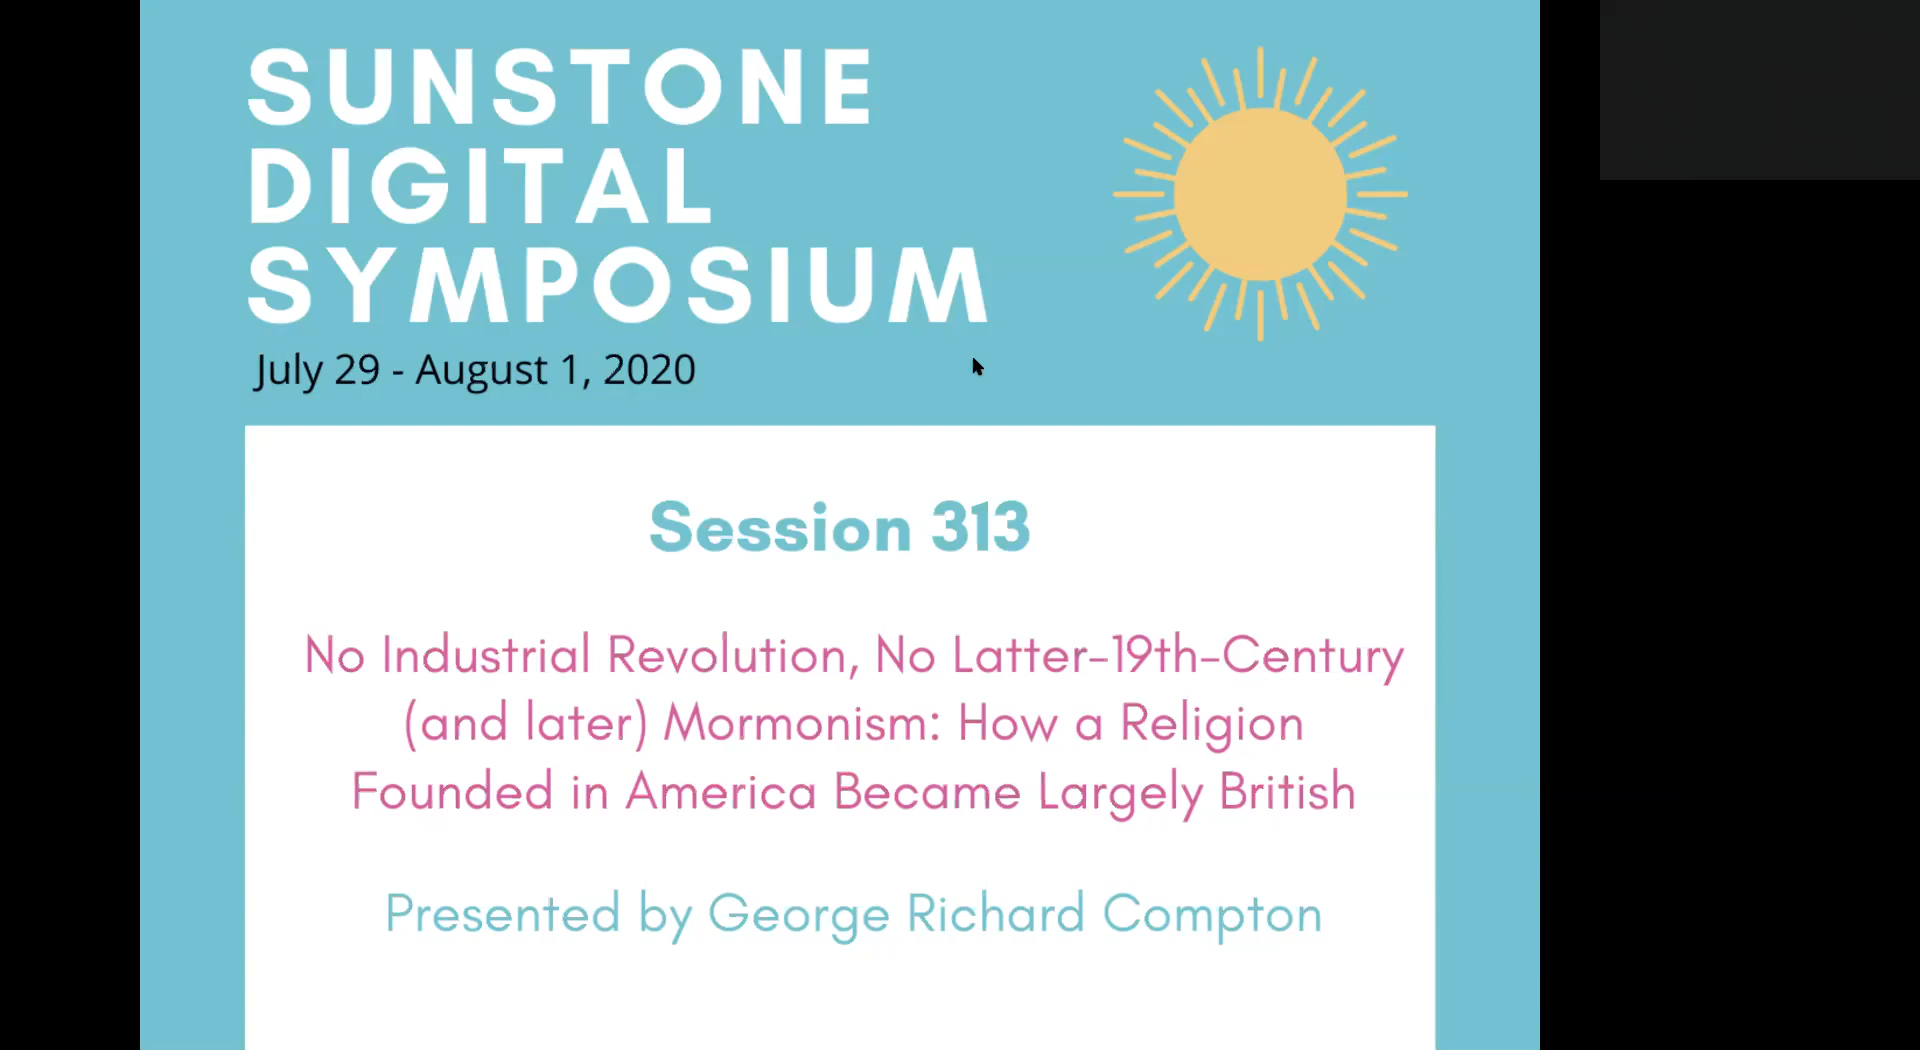 SUNSTONE
DIGITAL
SYMPOSIUM
July 29 - August 1, 2020
Session 313
No Industrial Revolution, No Latter-19th-Century
(and later) Mormonism: How a Religion
Founded in America Became Largely British
Presented by George Richard Compton